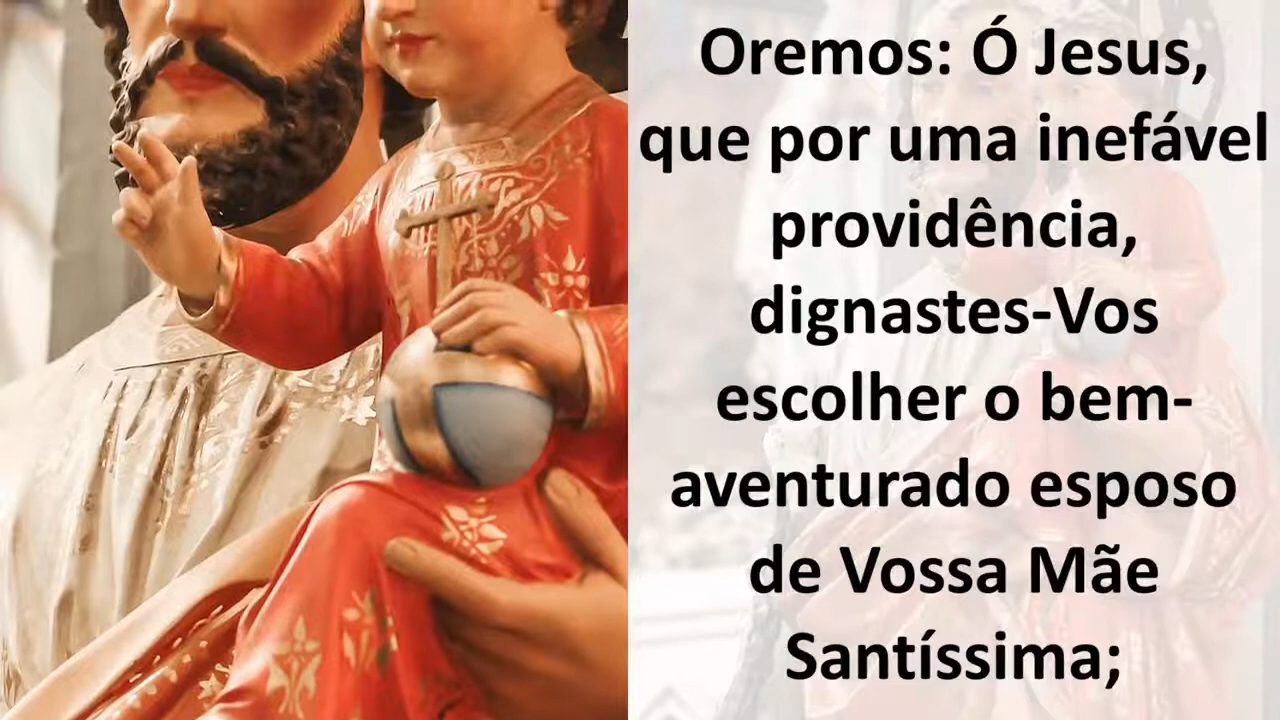 Oremos: Ó Jesus,
que por uma inefável
providência,
dignastes-Vos
escolher o bem-
aventurado esposo
de Vossa Mãe
Santíssima;